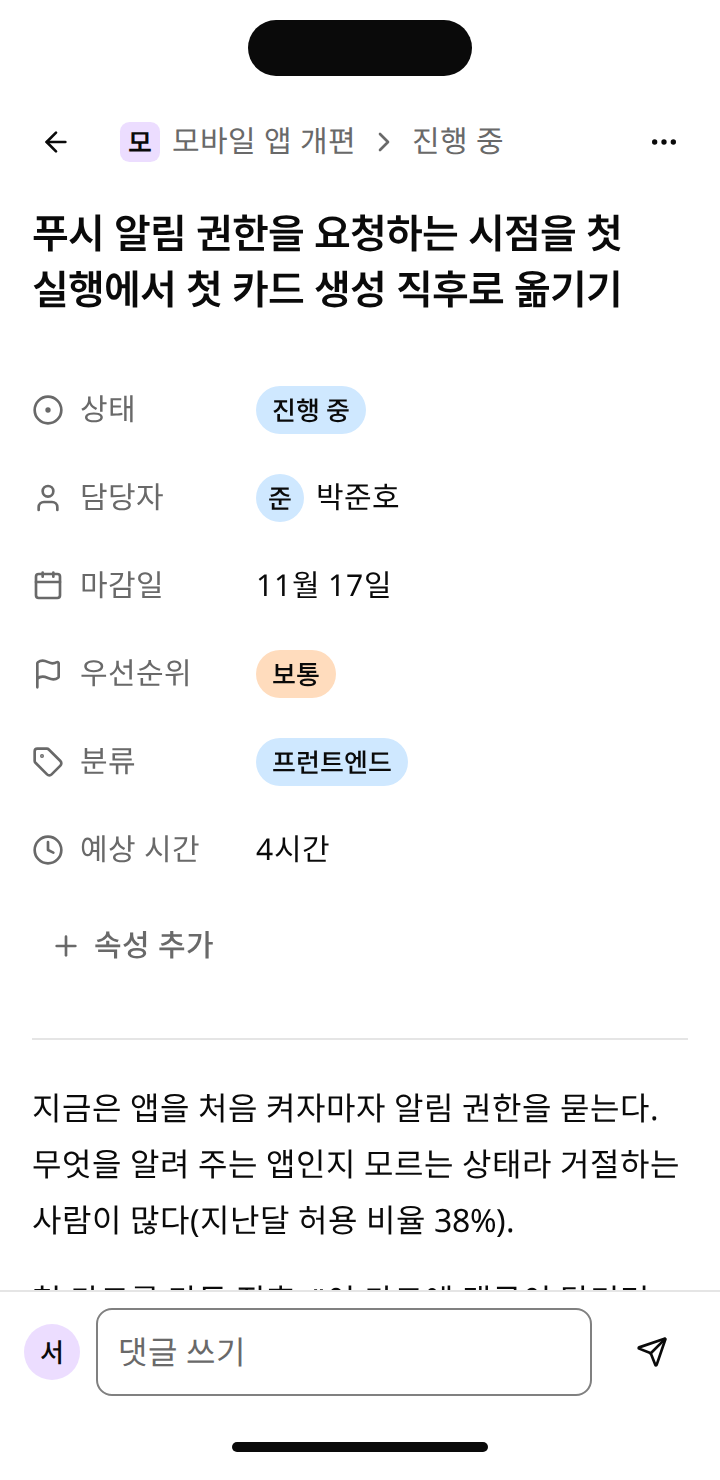 모 모바일 앱 개편 > 진행 중
푸시 알림 권한을 요청하는 시점을 첫
실행에서 첫 카드 생성 직후로 옮기기
상태 진행 중
담당자 준 박준호
마감일 11월 17일
우선순위 보통
분류 프런트엔드
예상 시간 4시간
속성 추가
지금은 앱을 처음 켜자마자 알림 권한을 묻는다.
무엇을 알려 주는 앱인지 모르는 상태라 거절하는
사람이 많다(지난달 허용 비율 38%).
서 댓글 쓰기